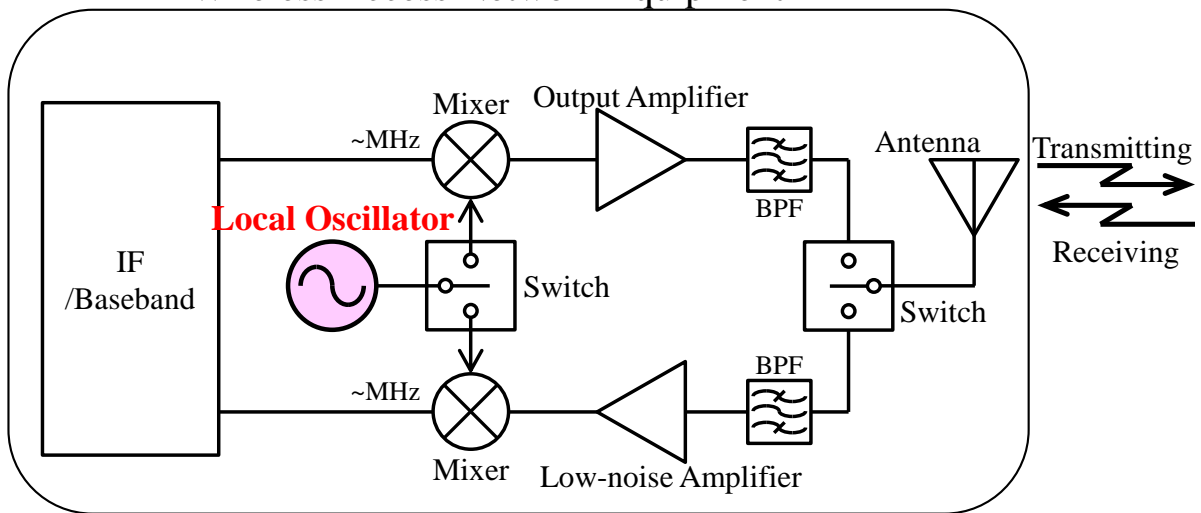 Mixer
Output Amplifier
~MHz
BPF
Antenna
Transmitting
Local Oscillator
IF
/Baseband
Switch
Switch
Receiving
~MHz
BPF
Mixer
Low-noise Amplifier